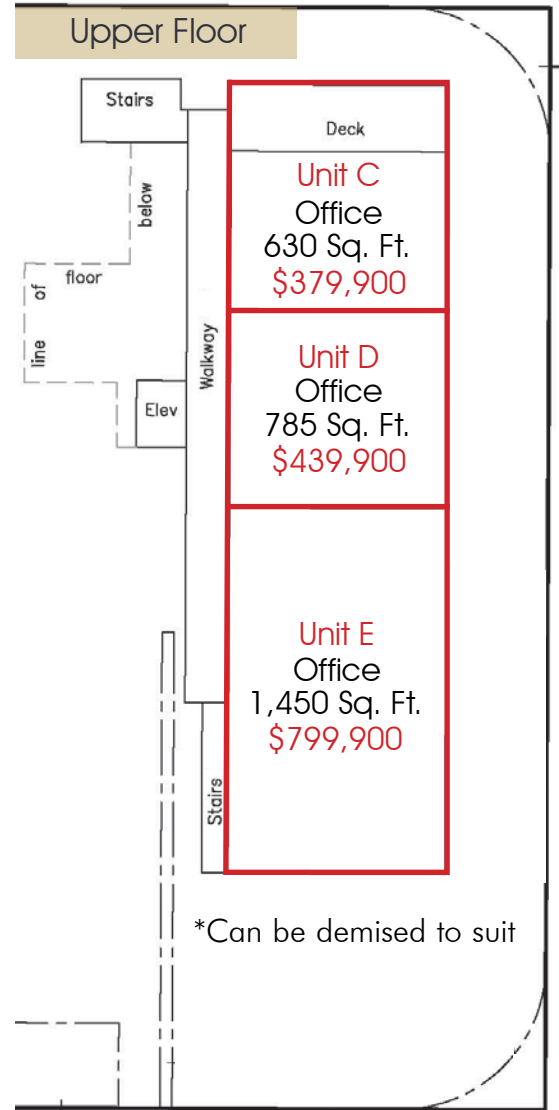 Upper Floor
Stairs
Deck
Unit C
Office
630 Sq. Ft.
$379,900
below
floor
of
line
Walkway
Unit D
Office
785 Sq. Ft.
$439,900
Elev
Unit E
Office
1,450 Sq. Ft.
$799,900
Stairs
*Can be demised to suit